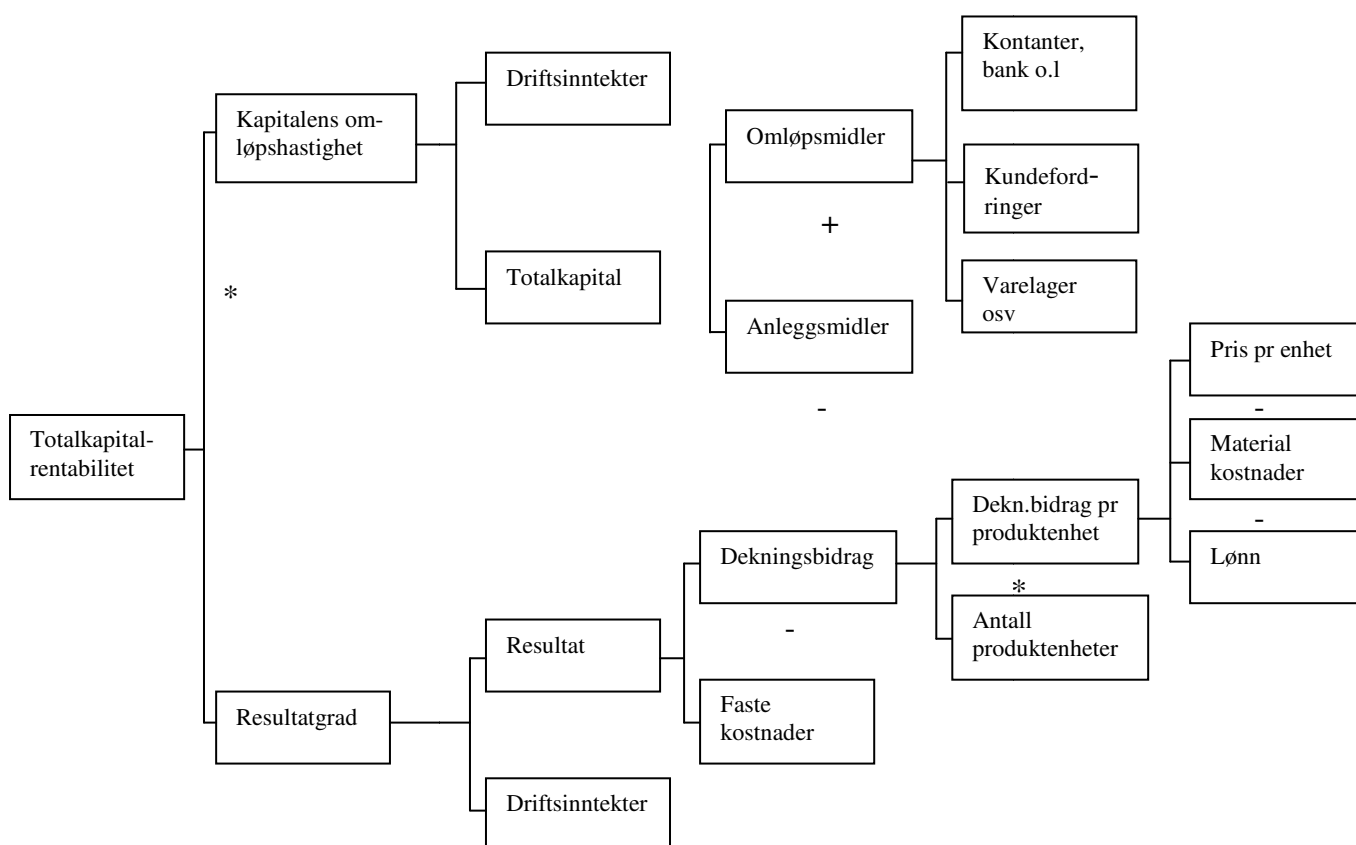 Kontanter,
bank o.l
Driftsinntekter
Kapitalens om-
løpshastighet
Omløpsmidler
Kundeford-
ringer
+
Totalkapital
*
Varelager
osv
Anleggsmidler
Pris pr enhet
-
-
Totalkapital-
rentabilitet
Material
kostnader
Dekn.bidrag pr
produktenhet
-
Dekningsbidrag
Lønn
*
Antall
produktenheter
-
Resultat
Resultatgrad
Faste
kostnader
Driftsinntekter